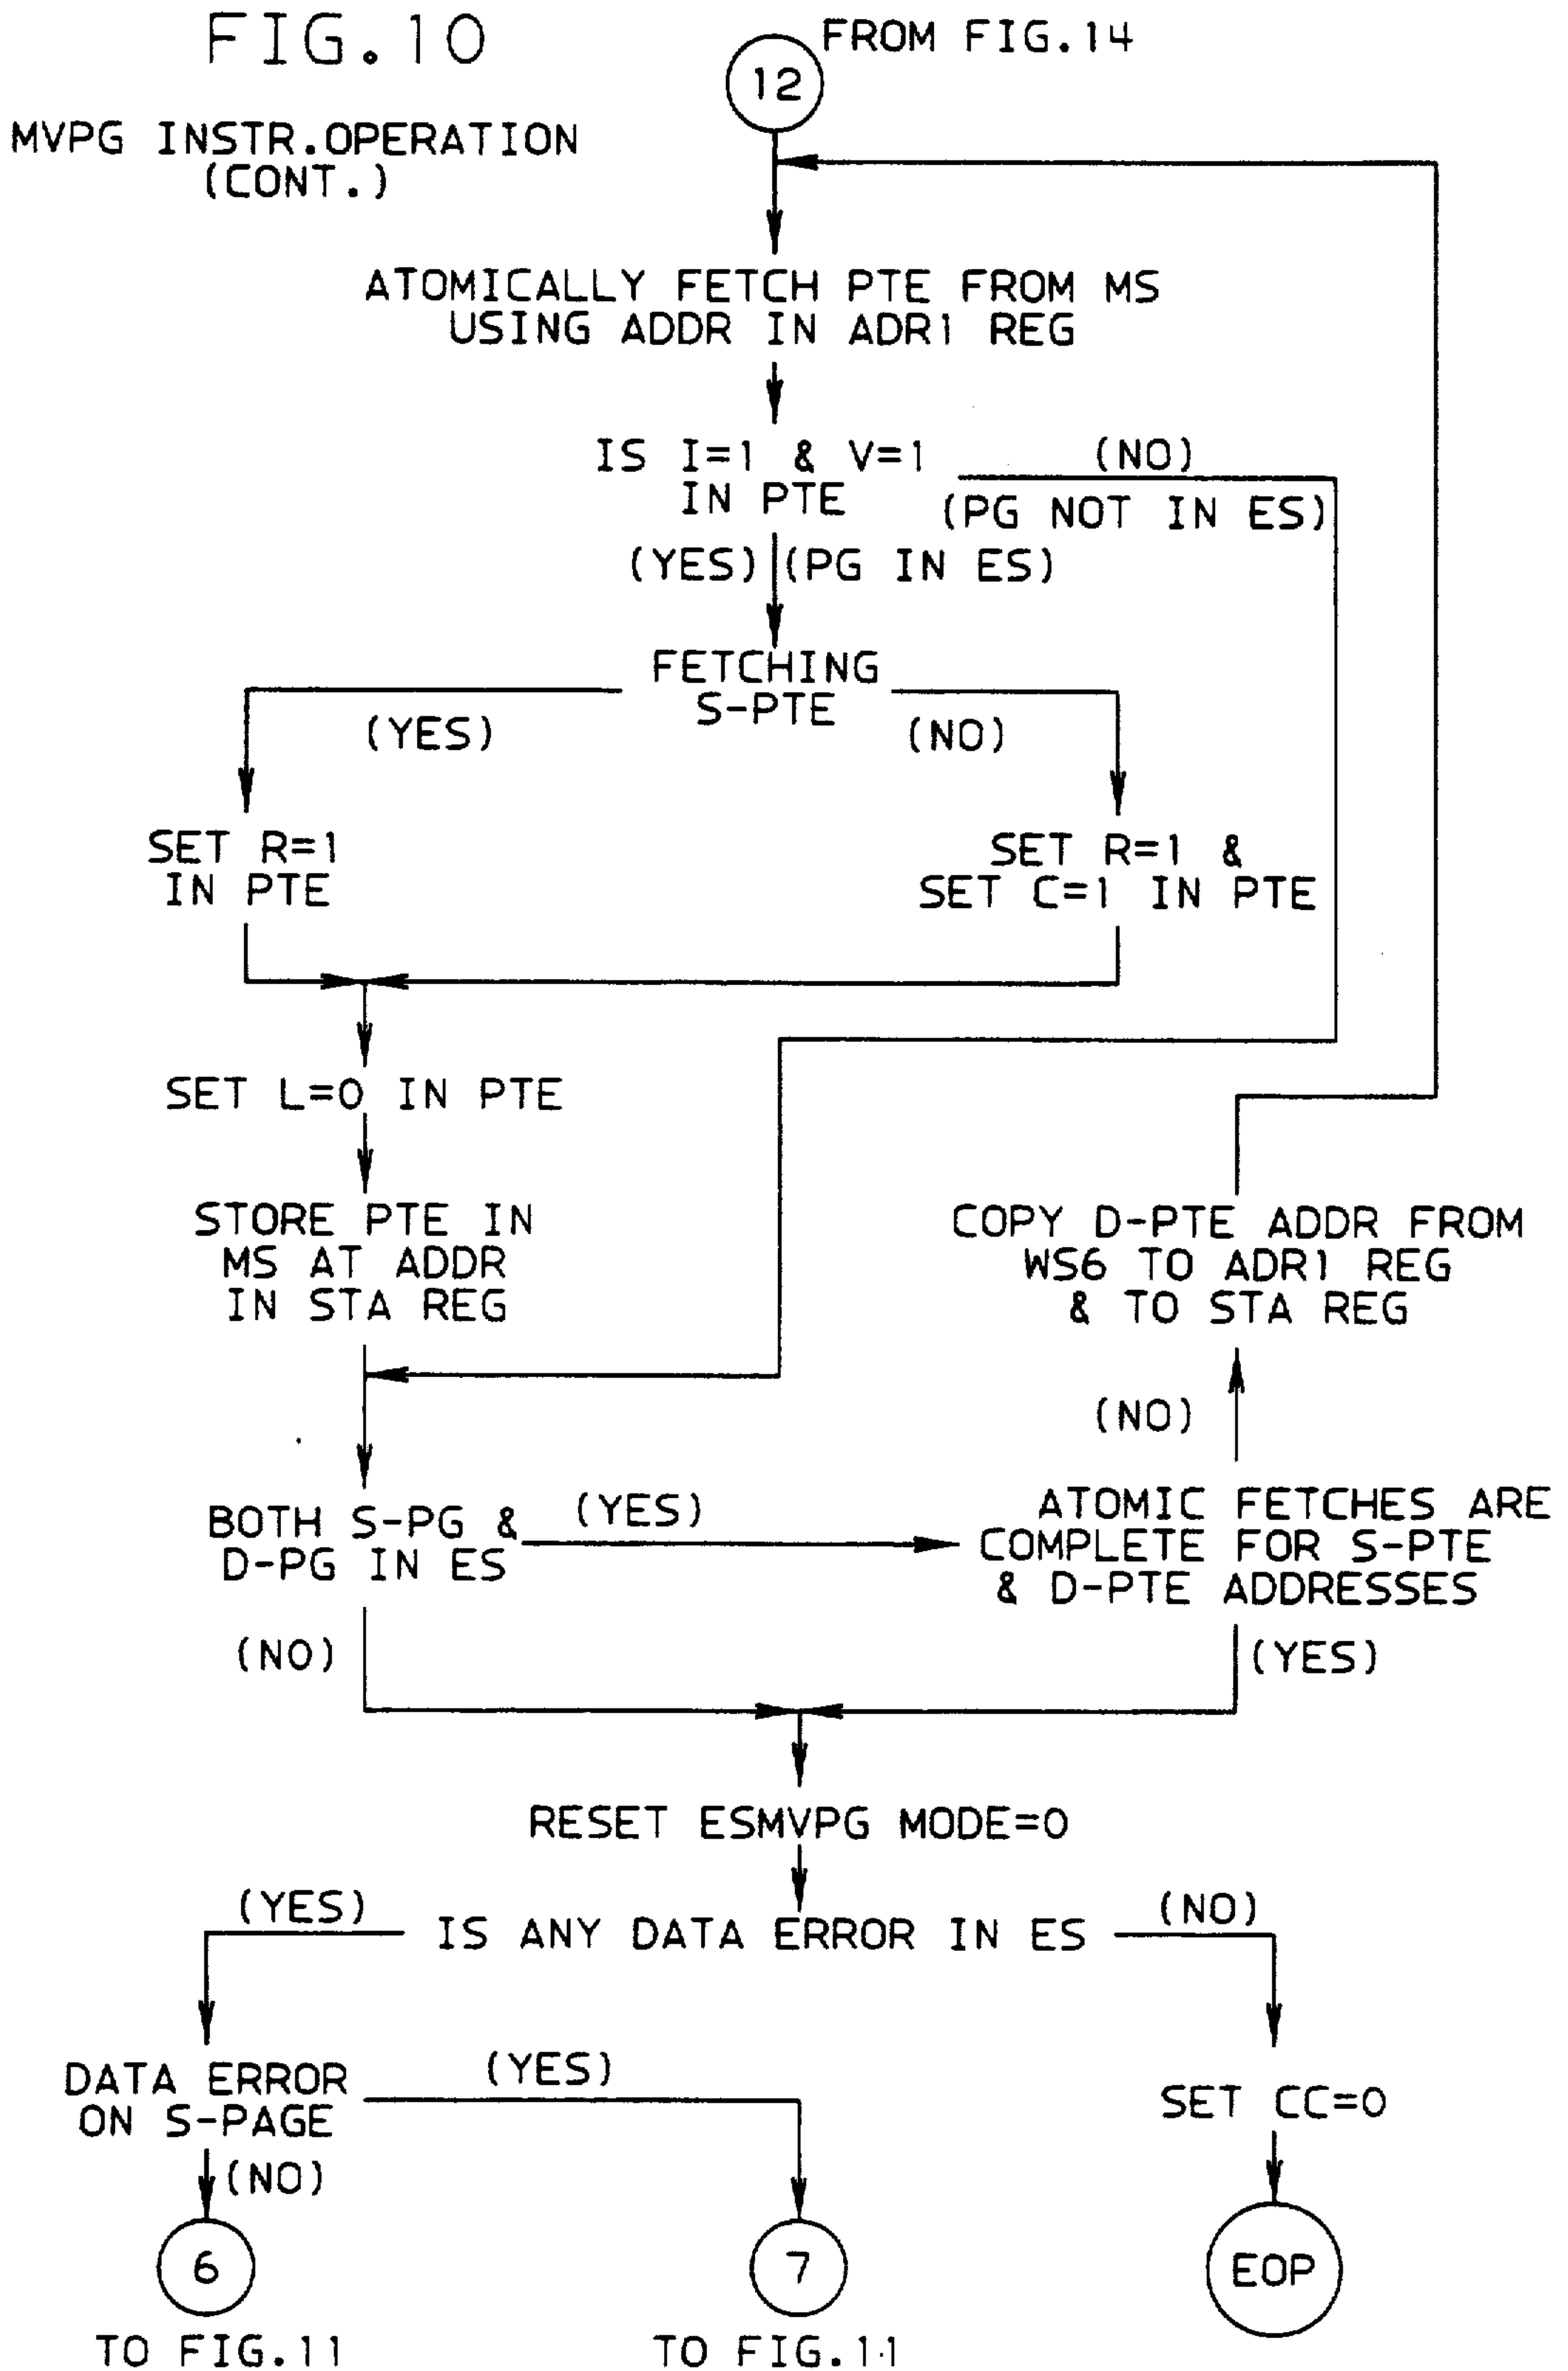 FIG.10
FROM FIG.14
12
MVPG INSTR.OPERATION
(CONT.)
ATOMICALLY FETCH PTE FROM MS
USING ADDR IN ADR1 REG
IS I=1 & V=1
IN PTE
(NO)
(PG NOT IN ES)
(YES) (PG IN ES)
FETCHING
S-PTE
(YES)
(NO)
SET R=1
IN PTE
SET R=1 &
SET C=1 IN PTE
SET L=0 IN PTE
STORE PTE IN
MS AT ADDR
IN STA REG
COPY D-PTE ADDR FROM
WS6 TO ADR1 REG
& TO STA REG
(NO)
BOTH S-PG &
D-PG IN ES
(YES)
ATOMIC FETCHES ARE
COMPLETE FOR S-PTE
& D-PTE ADDRESSES
(NO)
(YES)
RESET ESMVPG MODE=0
(YES)
IS ANY DATA ERROR IN ES
(NO)
DATA ERROR
ON S-PAGE
(YES)
SET CC=0
(NO)
6
7
EOP
TO FIG.11
TO FIG.11